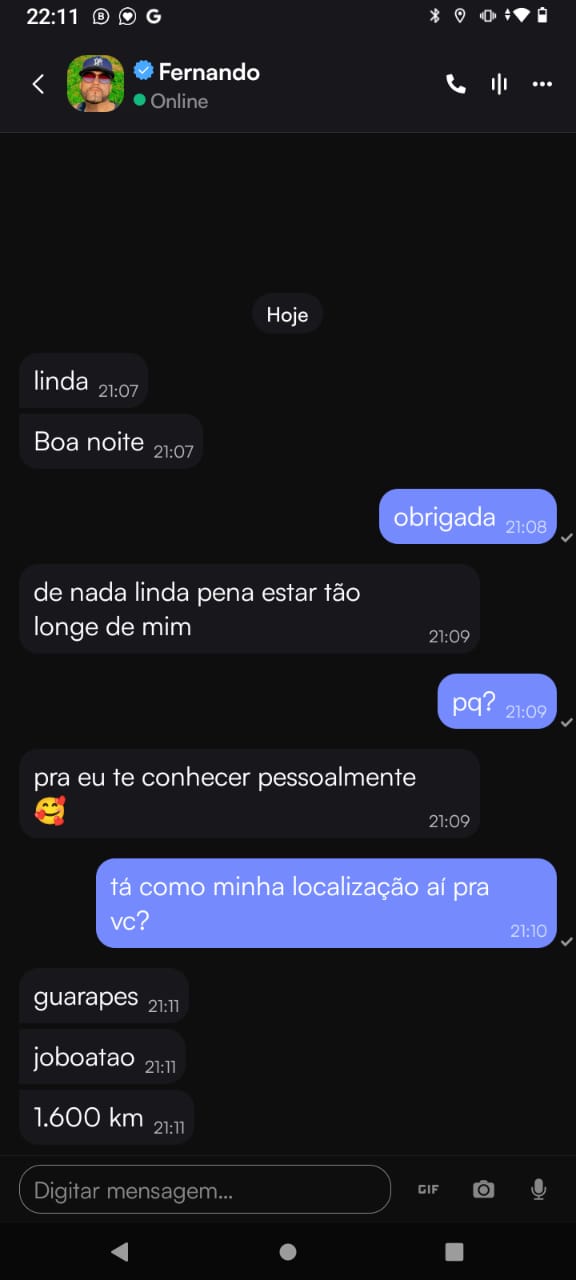 22:11
Fernando
Online
Hoje
linda 21:07
Boa noite 21:07
obrigada 21:08
de nada linda pena estar tão
longe de mim 21:09
pq? 21:09
pra eu te conhecer pessoalmente
🥰 21:09
tá como minha localização aí pra
vc? 21:10
guarapes 21:11
joboatao 21:11
1.600 km 21:11
Digitar mensagem... GIF